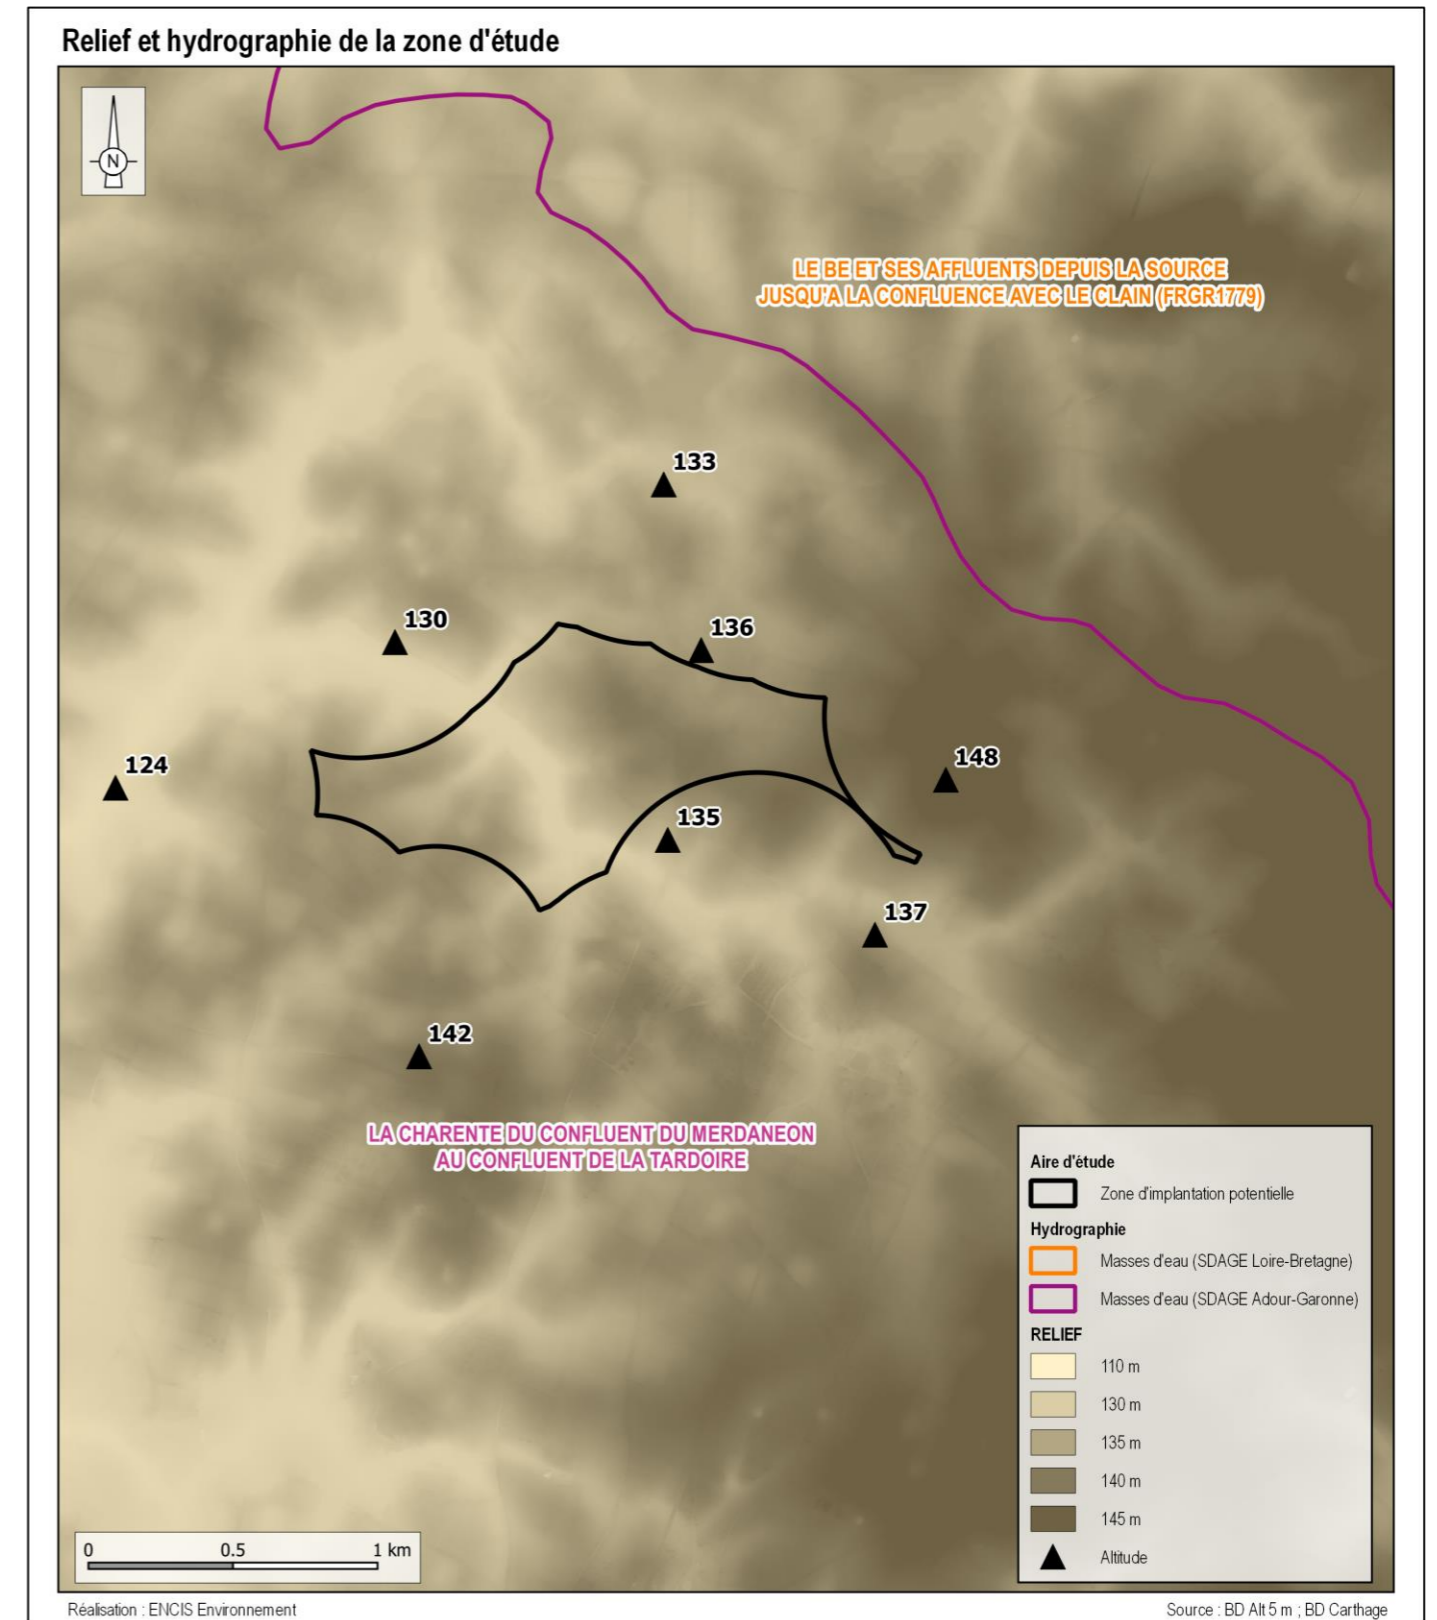 Relief et hydrographie de la zone d'étude
N
LE BE ET SES AFFLUENTS DEPUIS LA SOURCE
JUSQU'A LA CONFLUENCE AVEC LE CLAIN (FRGR1779)
133
130
136
124
148
135
137
142
LA CHARENTE DU CONFLUENT DU MERDANEON
AU CONFLUENT DE LA TARDOIRE
Aire d'étude
Zone d'implantation potentielle
Hydrographie
Masses d'eau (SDAGE Loire-Bretagne)
Masses d'eau (SDAGE Adour-Garonne)
RELIEF
110 m
130 m
135 m
140 m
145 m
Altitude
0 0.5 1 km
Réalisation : ENCIS Environnement
Source : BD Alt 5 m ; BD Carthage